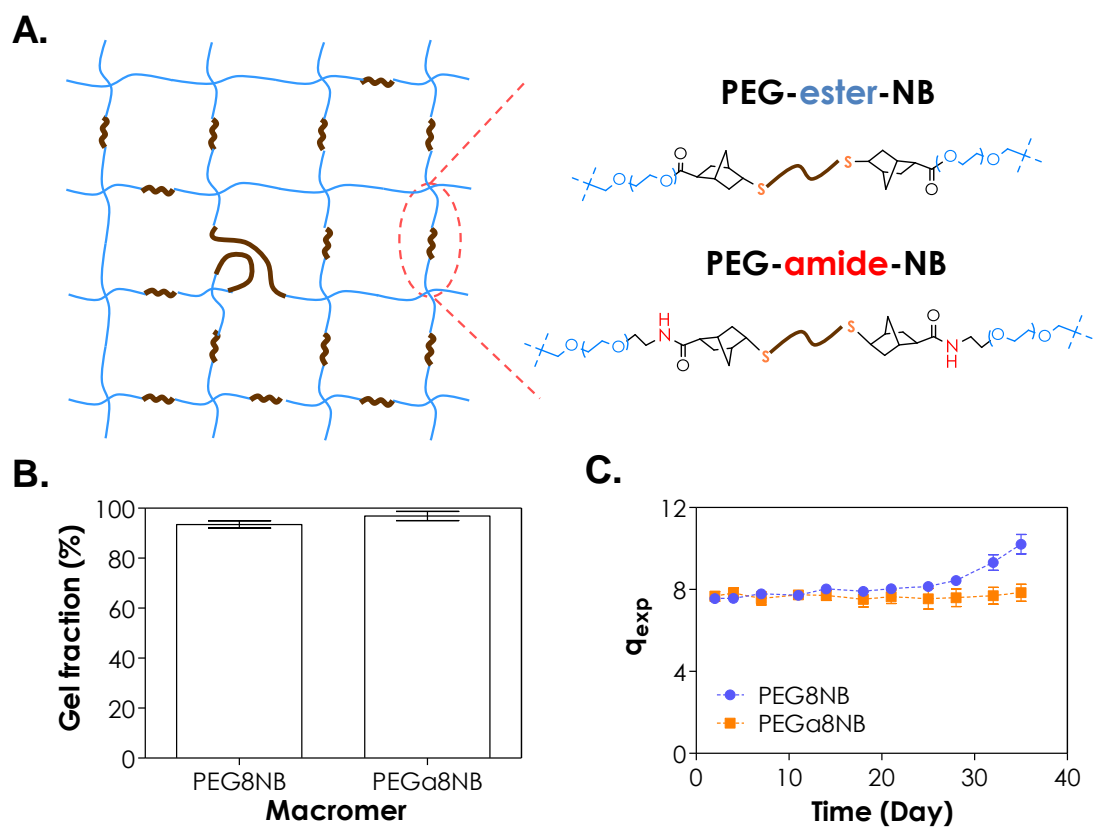 A.
PEG-ester-NB
O
O
O
O
S
S
O
O
O
O
PEG-amide-NB
H
N
O
O
O
S
S
O
N
H
O
O
B.
Gel fraction (%)
100
80
60
40
20
0
PEG8NB
PEGa8NB
Macromer
C.
q_exp
12
8
4
0
PEG8NB
PEGa8NB
0
10
20
30
40
Time (Day)